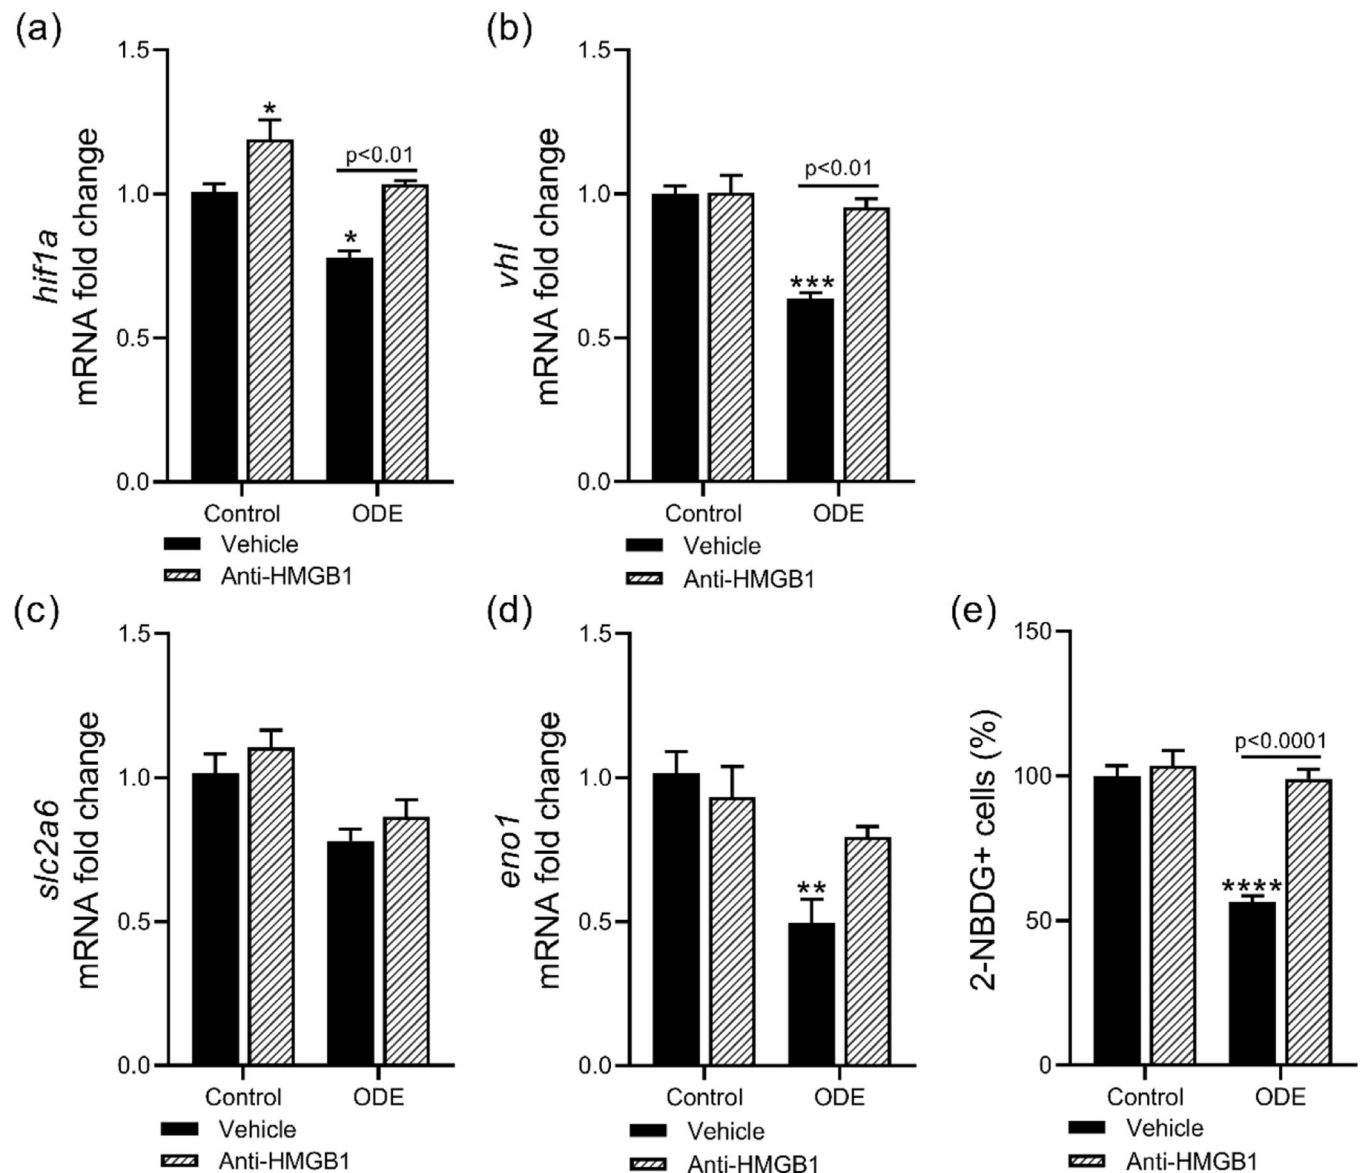 (a)
1.5
1.0
0.5
0.0
hif1a
mRNA fold change
*
*
p<0.01
Control
ODE
Vehicle
Anti-HMGB1
(b)
1.5
1.0
0.5
0.0
vhl
mRNA fold change
***
p<0.01
Control
ODE
Vehicle
Anti-HMGB1
(c)
1.5
1.0
0.5
0.0
slc2a6
mRNA fold change
Control
ODE
Vehicle
Anti-HMGB1
(d)
1.5
1.0
0.5
0.0
eno1
mRNA fold change
**
Control
ODE
Vehicle
Anti-HMGB1
(e)
150
100
50
0
2-NBDG+ cells (%)
****
p<0.0001
Control
ODE
Vehicle
Anti-HMGB1